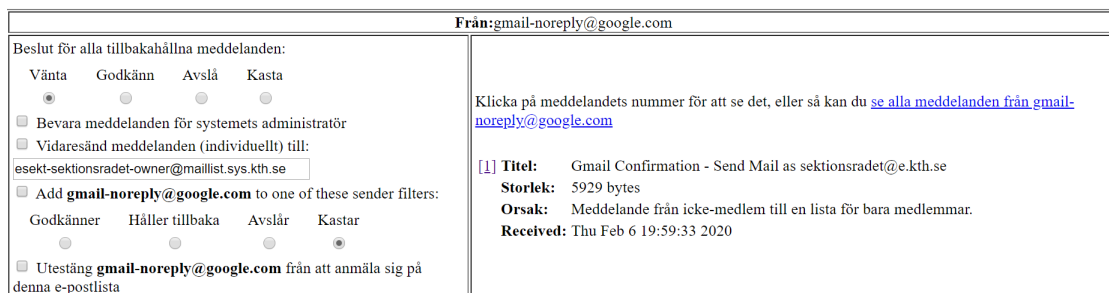 Från:gmail-noreply@google.com
Beslut för alla tillbakahållna meddelanden:
Vänta Godkänn Avslå Kasta
Bevara meddelanden för systemets administratör
Vidaresänd meddelanden (individuellt) till:
esekt-sektionsradet-owner@maillist.sys.kth.se
Add gmail-noreply@google.com to one of these sender filters:
Godkänner Håller tillbaka Avslår Kastar
Utestäng gmail-noreply@google.com från att anmäla sig på
denna e-postlista
Klicka på meddelandets nummer för att se det, eller så kan du se alla meddelanden från gmail-
noreply@google.com
[1] Titel: Gmail Confirmation - Send Mail as sektionsradet@e.kth.se
Storlek: 5929 bytes
Orsak: Meddelande från icke-medlem till en lista för bara medlemmar.
Received: Thu Feb 6 19:59:33 2020